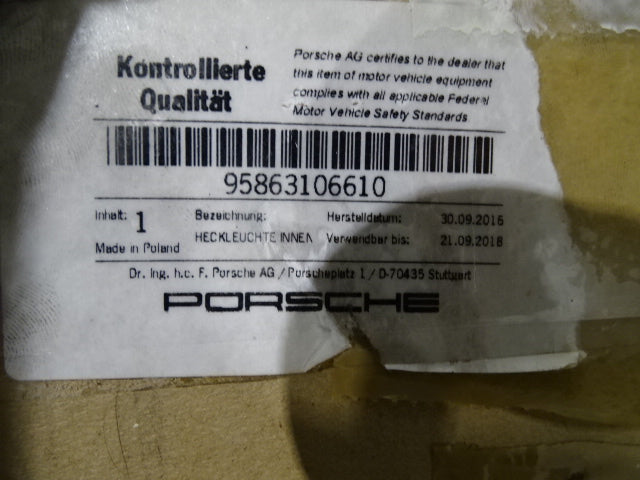 Kontrollierte
Qualität
Porsche AG certifies to the dealer that
this item of motor vehicle equipment
complies with all applicable Federal
Motor Vehicle Safety Standards
95863106610
Inhalt: 1
Made in Poland
Bezeichnung:
HECKLEUCHTE INNEN
Herstelldatum: 30.09.2016
Verwendbar bis: 21.09.2018
Dr. Ing. h.c. F. Porsche AG / Porscheplatz 1 / D-70435 Stuttgart
PORSCHE